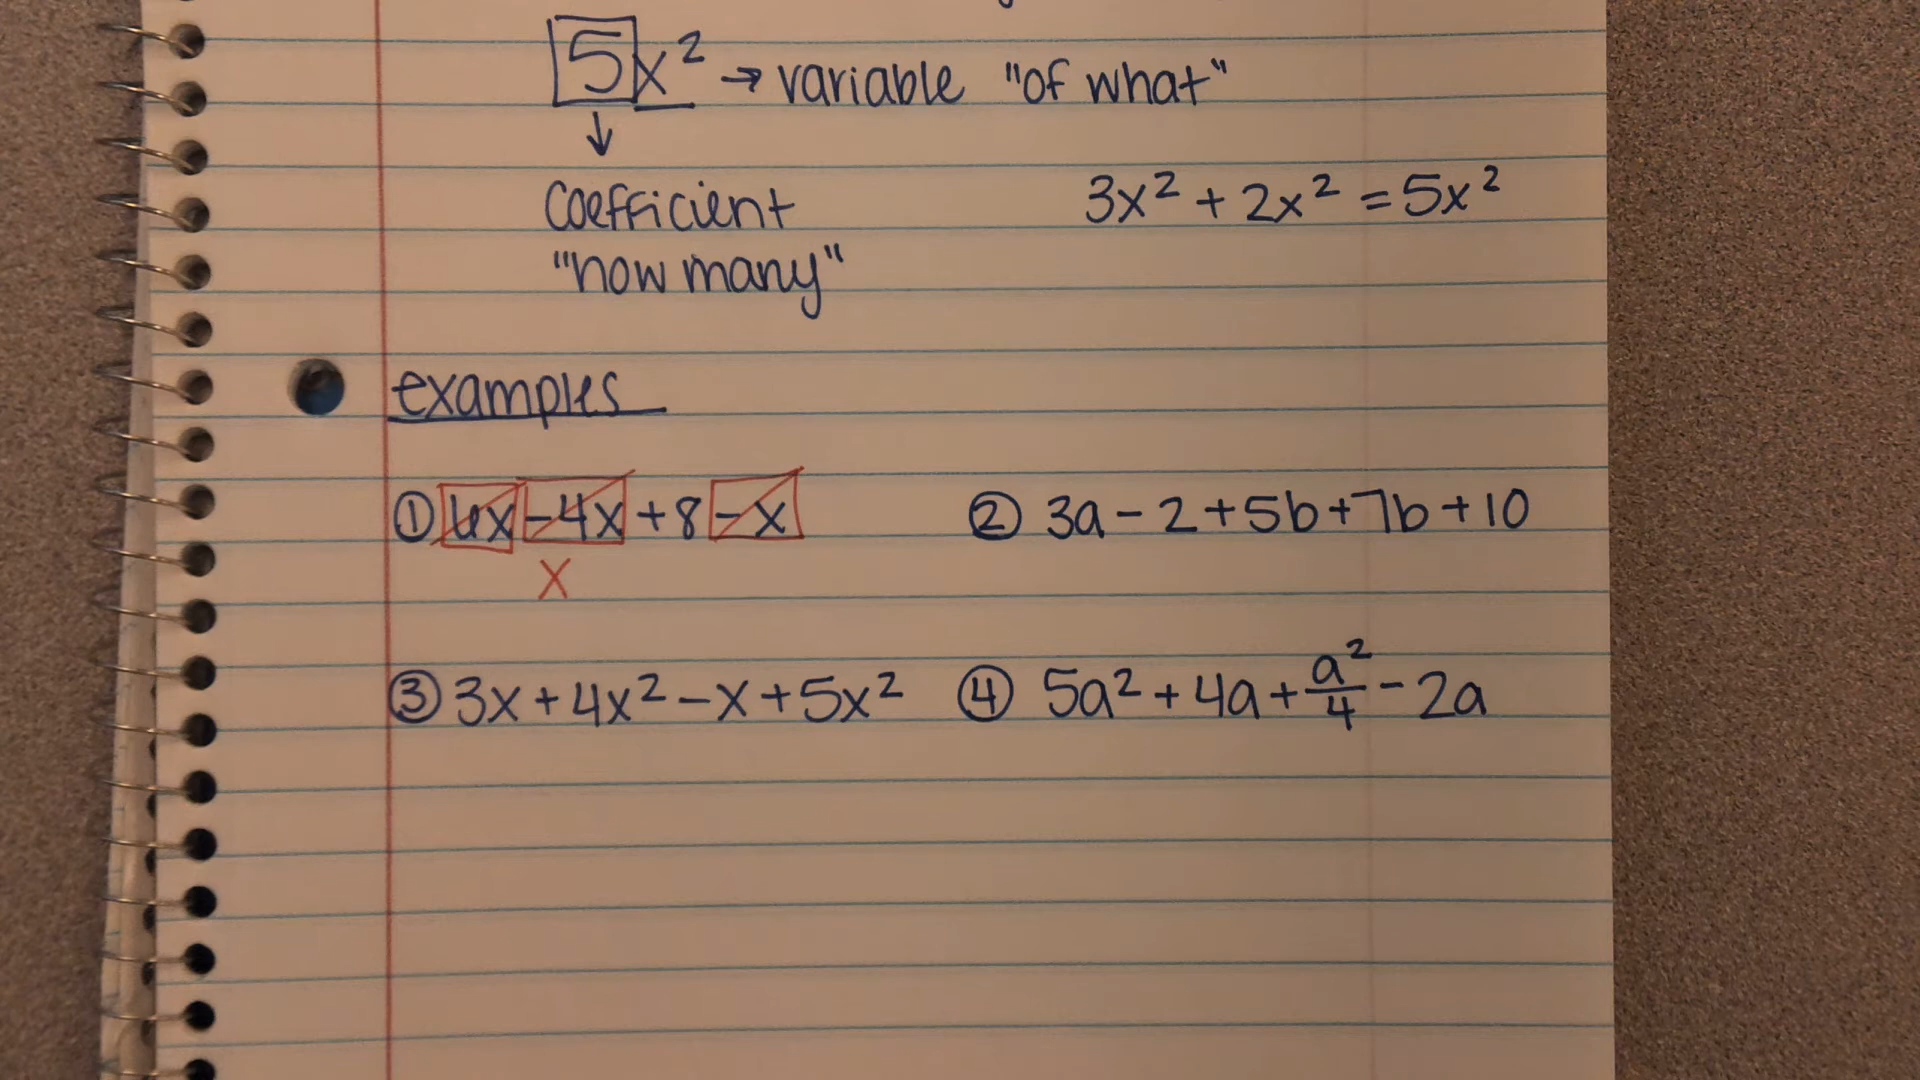 5x² → variable "of what"
↓
Coefficient
"how many"
3x² + 2x² = 5x²
examples
① 6x - 4x + 8 - x
x
② 3a - 2 + 5b + 7b + 10
③ 3x + 4x² - x + 5x²
④ 5a² + 4a + a²/4 - 2a